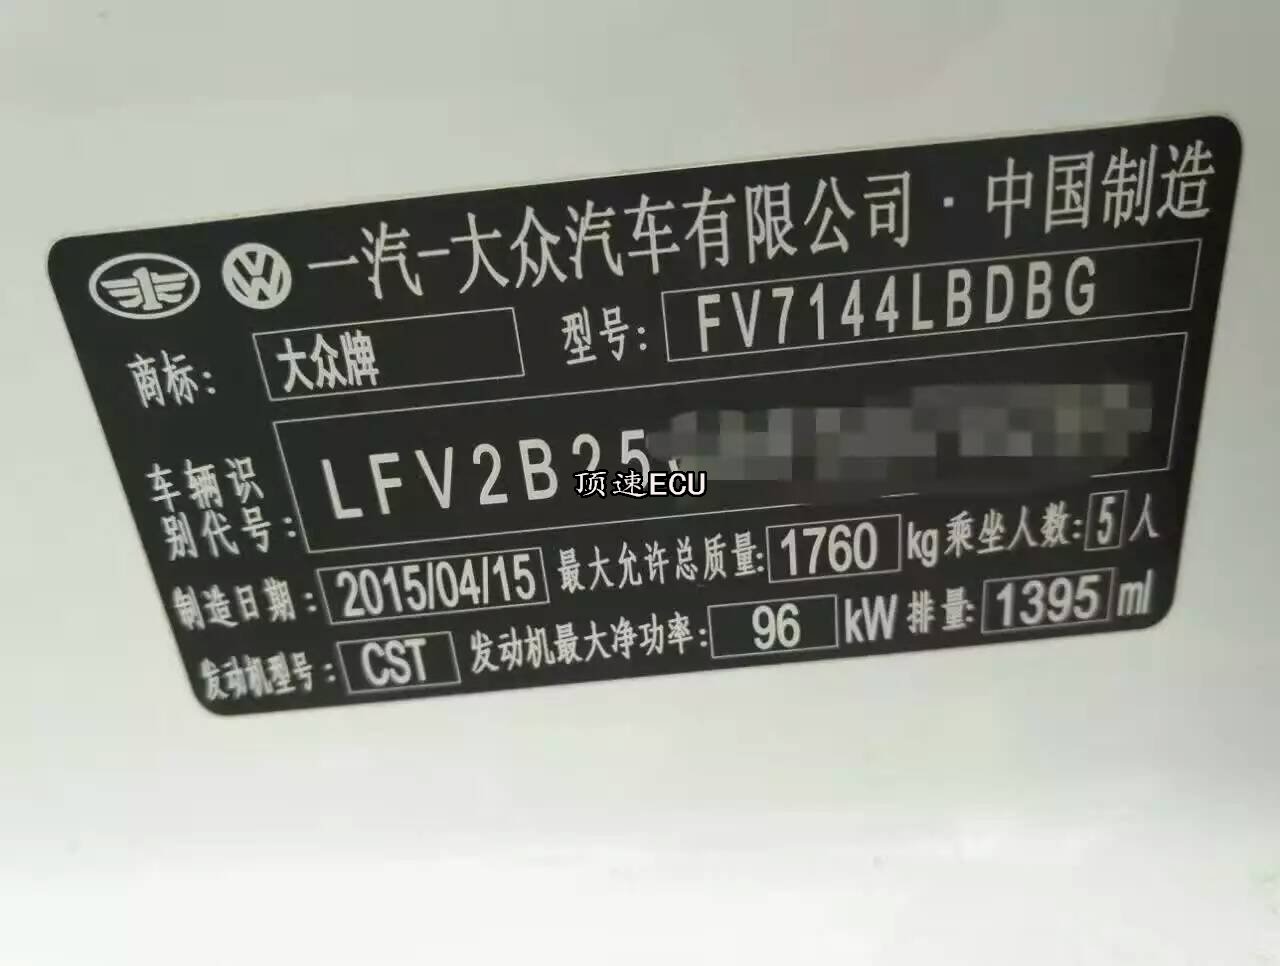 一汽-大众汽车有限公司·中国制造
商标: 大众牌 型号: FV7144LBDBG
车辆识别代号: LFV2B25
顶速ECU
制造日期: 2015/04/15 最大允许总质量: 1760 kg 乘坐人数: 5 人
发动机型号: CST 发动机最大净功率: 96 kW 排量: 1395 ml